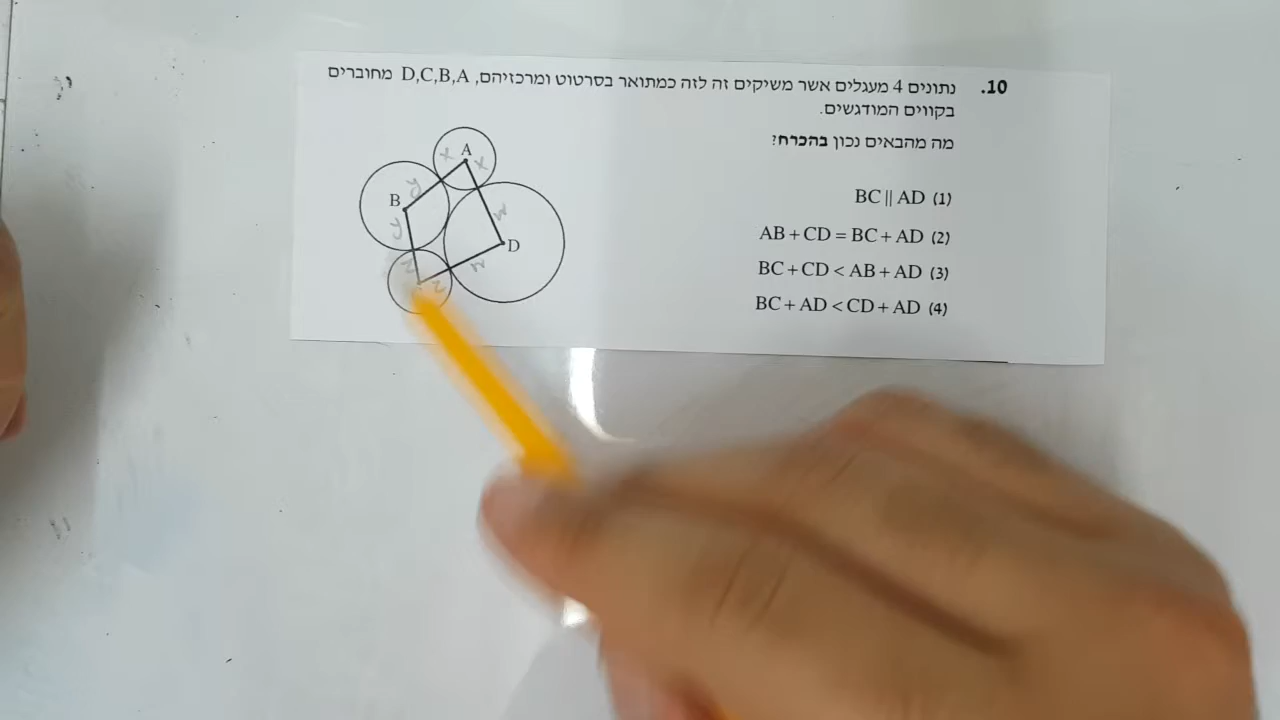 10. נתונים 4 מעגלים אשר משיקים זה לזה כמתואר בסרטוט ומרכזיהם, D,C,B,A מחוברים
בקווים המודגשים.
מה מהבאים נכון בהכרח?
(1) BC || AD
(2) AB + CD = BC + AD
(3) BC + CD < AB + AD
(4) BC + AD < CD + AD
A
x x
y
B
y
w
D
w
z z